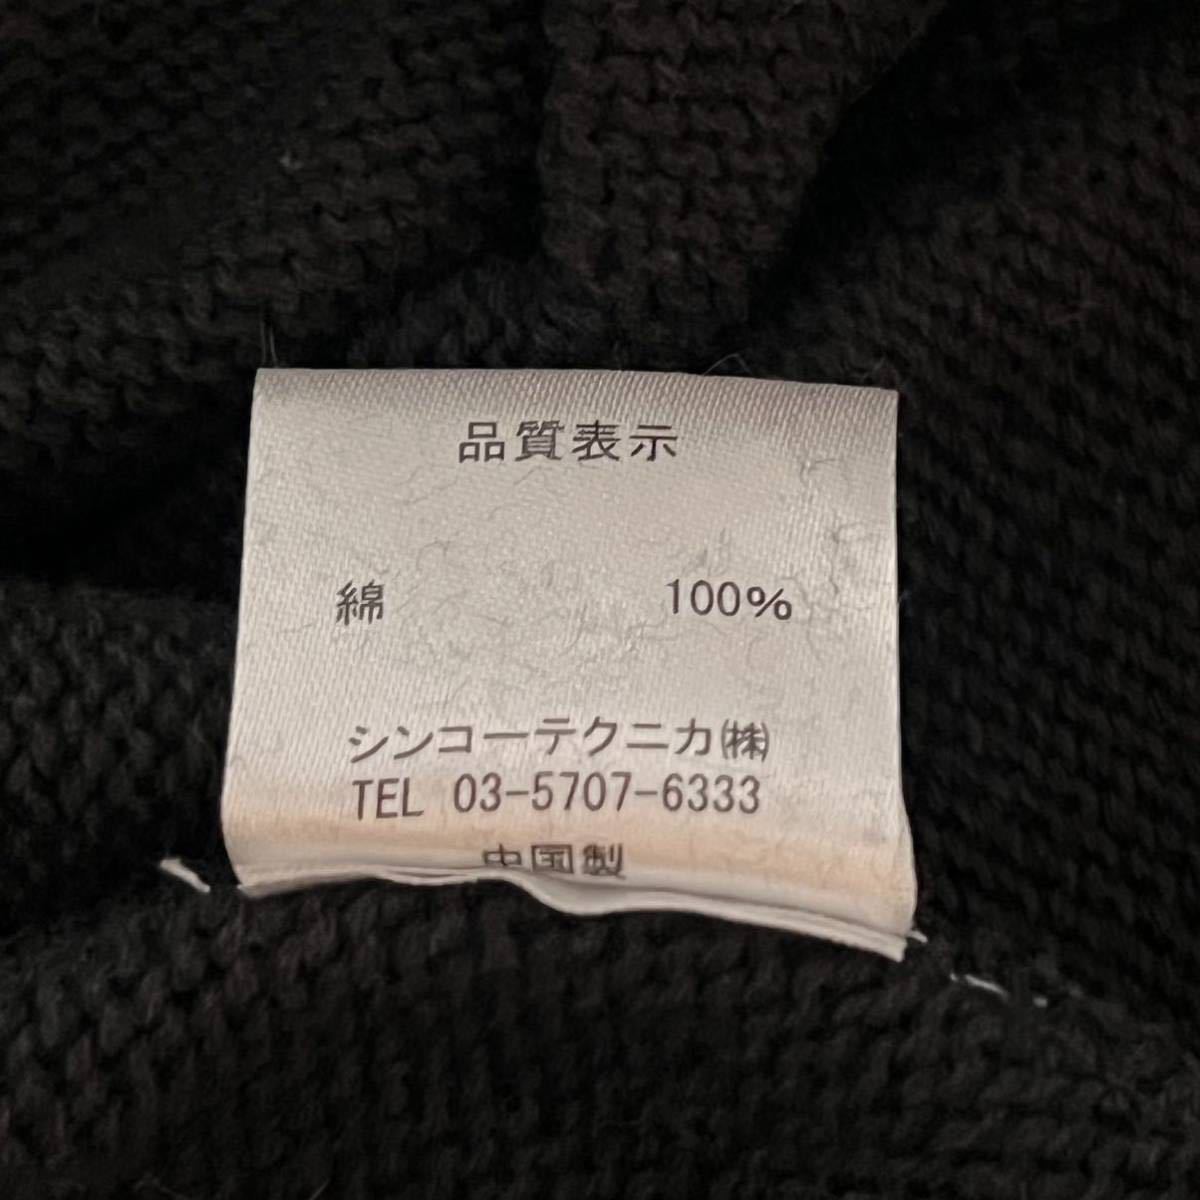 品質表示
綿 100%
シンコーテクニカ㈱
TEL 03-5707-6333
中国製